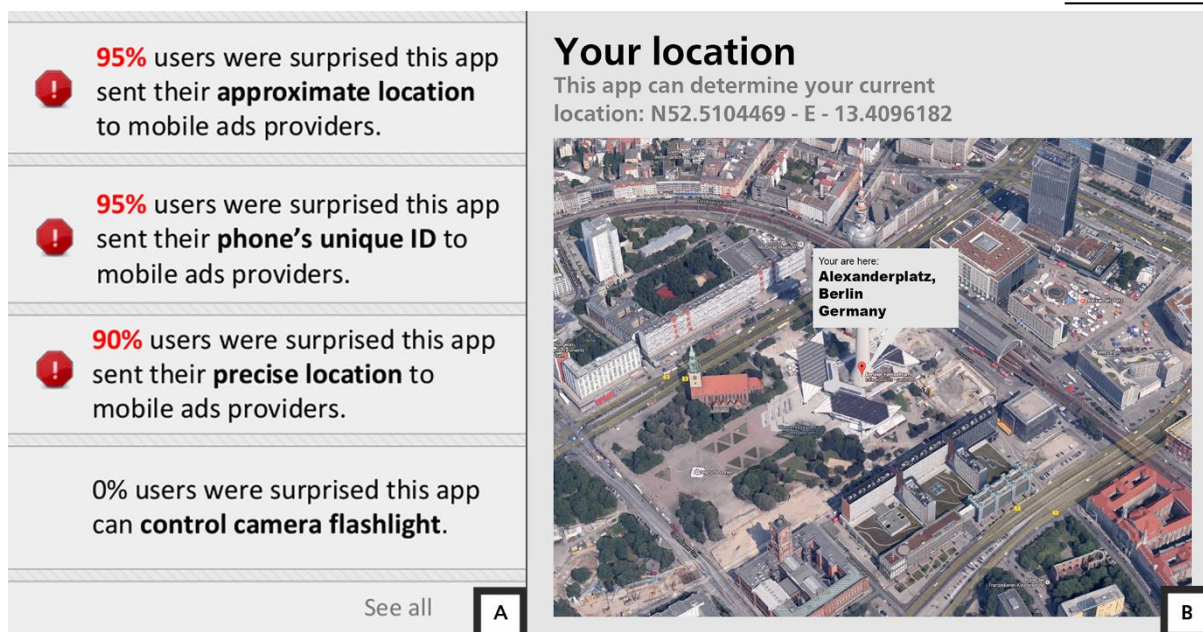 95% users were surprised this app
sent their approximate location
to mobile ads providers.
95% users were surprised this app
sent their phone's unique ID to
mobile ads providers.
90% users were surprised this app
sent their precise location to
mobile ads providers.
0% users were surprised this app
can control camera flashlight.
See all
A
Your location
This app can determine your current
location: N52.5104469 - E - 13.4096182
Your are here:
Alexanderplatz,
Berlin
Germany
B